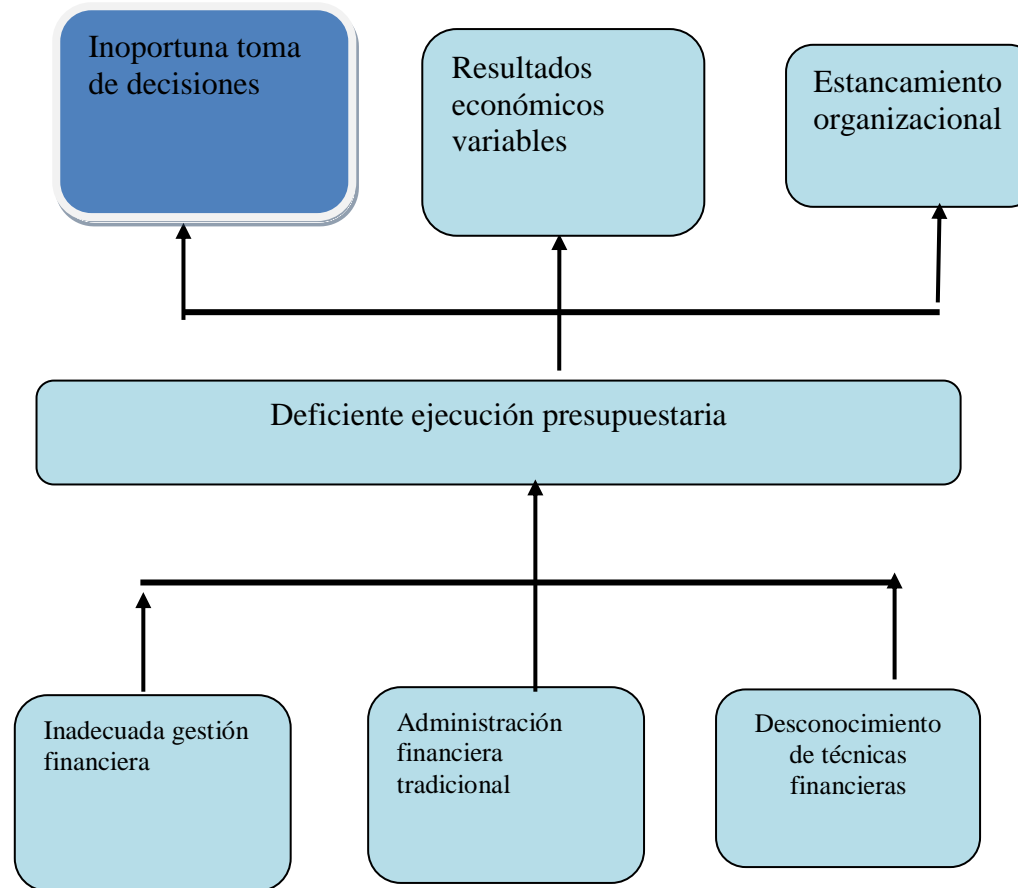 Inoportuna toma
de decisiones
Resultados
económicos
variables
Estancamiento
organizacional
Deficiente ejecución presupuestaria
Inadecuada gestión
financiera
Administración
financiera
tradicional
Desconocimiento
de técnicas
financieras